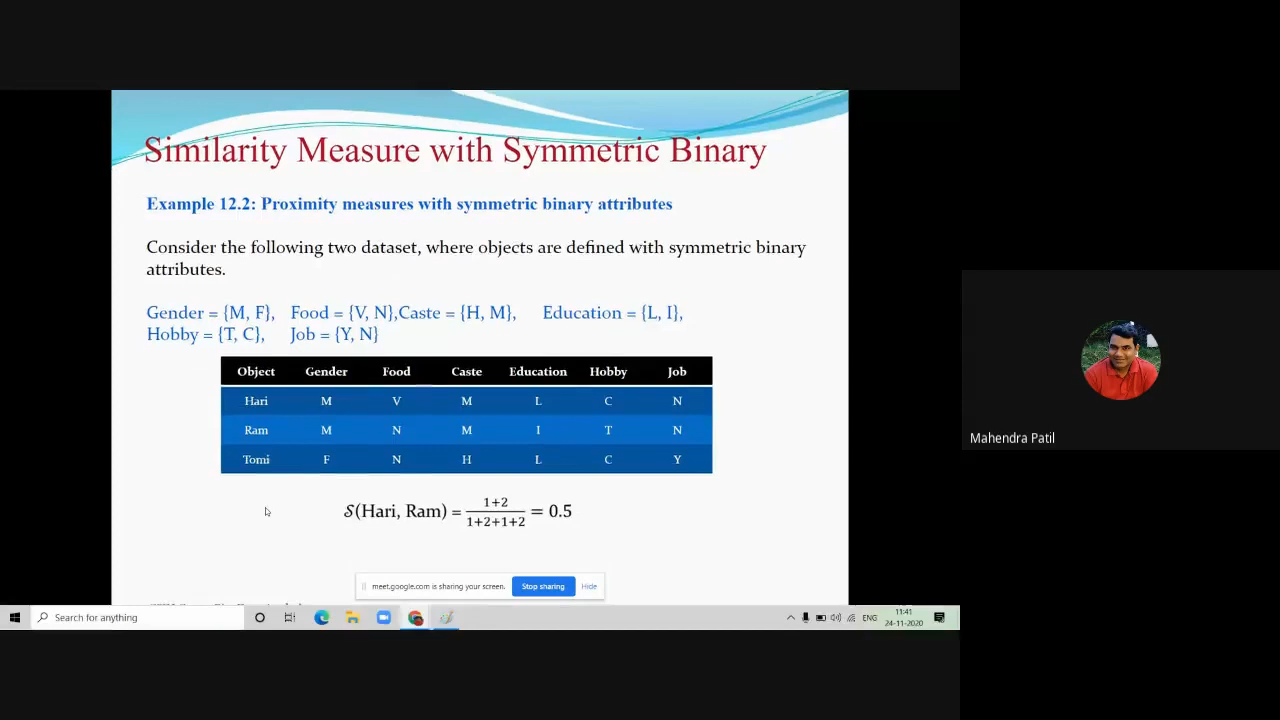 Similarity Measure with Symmetric Binary
Example 12.2: Proximity measures with symmetric binary attributes
Consider the following two dataset, where objects are defined with symmetric binary
attributes.
Gender = {M, F}, Food = {V, N},Caste = {H, M}, Education = {L, I},
Hobby = {T, C}, Job = {Y, N}
Object Gender Food Caste Education Hobby Job
Hari M V M L C N
Ram M N M I T N
Tomi F N H L C Y
𝒮(Hari, Ram) = 1+2 / 1+2+1+2 = 0.5
Mahendra Patil
meet.google.com is sharing your screen. Stop sharing Hide
Search for anything
ENG
11:41
24-11-2020